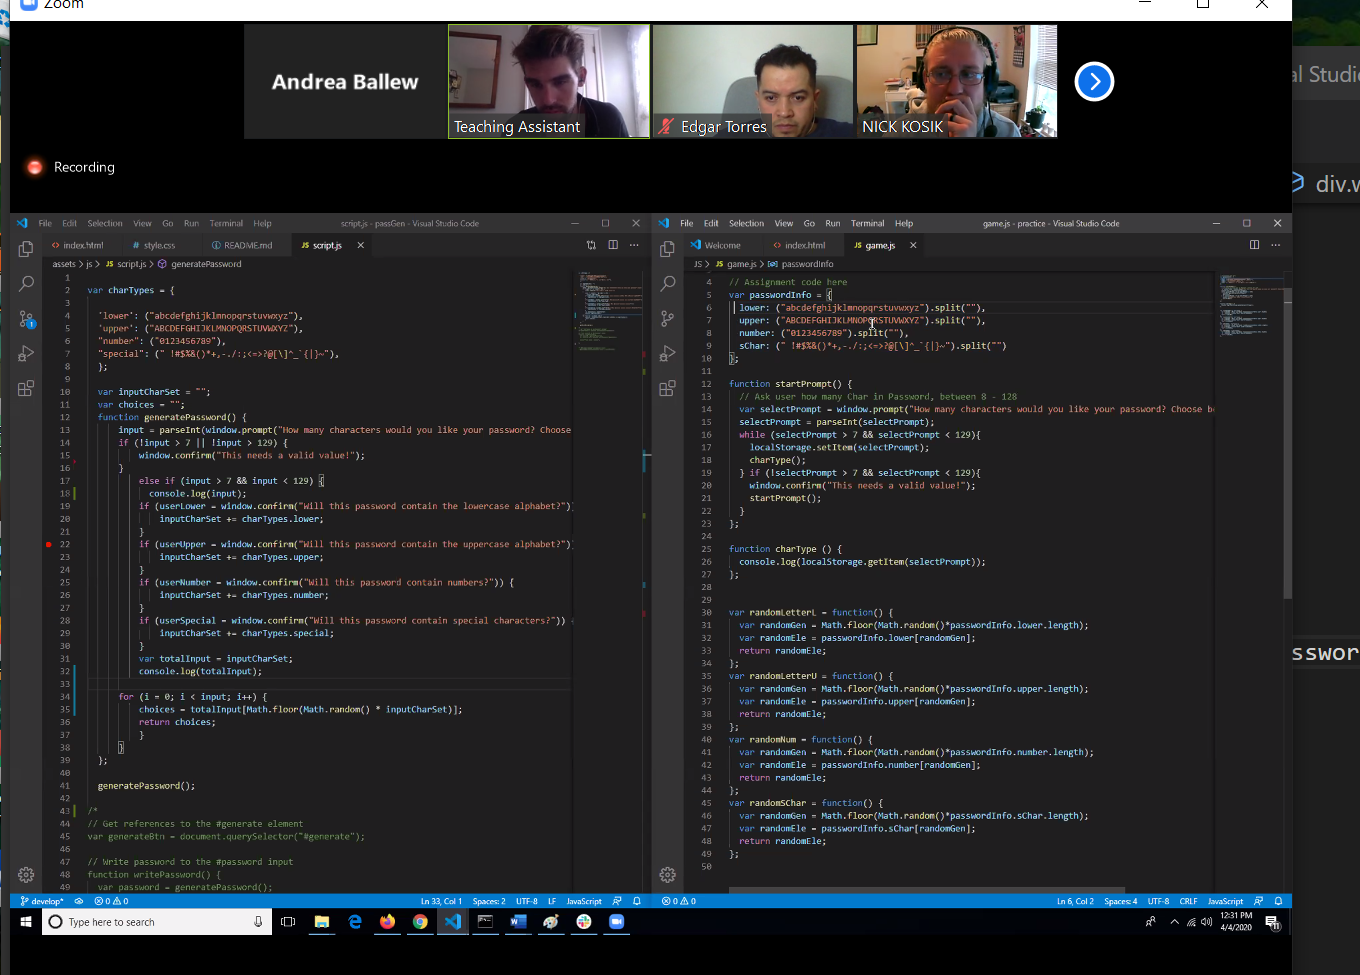 Zoom
Andrea Ballew
Teaching Assistant
Edgar Torres
NICK KOSIK
Recording
al Studio
div.w
sswor
File Edit Selection View Go Run Terminal Help
script.js - passGen - Visual Studio Code
index.html
style.css
README.md
script.js
assets > js > script.js > generatePassword
1
2 var charTypes = {
3
4 'lower': ("abcdefghijklmnopqrstuvwxyz"),
5 'upper': ("ABCDEFGHIJKLMNOPQRSTUVWXYZ"),
6 "number": ("0123456789"),
7 "special": (" !#$%&()*+,-./:;<=>?@[\]^_`{|}~"),
8 };
9
10 var inputCharSet = "";
11 var choices = "";
12 function generatePassword() {
13 input = parseInt(window.prompt("How many characters would you like your password? Choose
14 if (!input > 7 || !input > 129) {
15 window.confirm("This needs a valid value!");
16 }
17 else if (input > 7 && input < 129) {
18 console.log(input);
19 if (userLower = window.confirm("Will this password contain the lowercase alphabet?"))
20 inputCharSet += charTypes.lower;
21 }
22 if (userUpper = window.confirm("Will this password contain the uppercase alphabet?"))
23 inputCharSet += charTypes.upper;
24 }
25 if (userNumber = window.confirm("Will this password contain numbers?")) {
26 inputCharSet += charTypes.number;
27 }
28 if (userSpecial = window.confirm("Will this password contain special characters?")) {
29 inputCharSet += charTypes.special;
30 }
31 var totalInput = inputCharSet;
32 console.log(totalInput);
33
34 for (i = 0; i < input; i++) {
35 choices = totalInput[Math.floor(Math.random() * inputCharSet)];
36 return choices;
37 }
38 }
39 };
40
41 generatePassword();
42
43 /*
44 // Get references to the #generate element
45 var generateBtn = document.querySelector("#generate");
46
47 // Write password to the #password input
48 function writePassword() {
49 var password = generatePassword();
develop* 0 0 Ln 33, Col 1 Spaces: 2 UTF-8 LF JavaScript
File Edit Selection View Go Run Terminal Help
game.js - practice - Visual Studio Code
Welcome
index.html
game.js
JS > game.js > passwordInfo
4 // Assignment code here
5 var passwordInfo = {
6 lower: ("abcdefghijklmnopqrstuvwxyz").split(""),
7 upper: ("ABCDEFGHIJKLMNOPQRSTUVWXYZ").split(""),
8 number: ("0123456789").split(""),
9 sChar: (" !#$%&()*+,-./:;<=>?@[\]^_`{|}~").split("")
10 };
11
12 function startPrompt() {
13 // Ask user how many Char in Password, between 8 - 128
14 var selectPrompt = window.prompt("How many characters would you like your password? Choose b
15 selectPrompt = parseInt(selectPrompt);
16 while (selectPrompt > 7 && selectPrompt < 129){
17 localStorage.setItem(selectPrompt);
18 charType();
19 } if (!selectPrompt > 7 && selectPrompt < 129){
20 window.confirm("This needs a valid value!");
21 startPrompt();
22 }
23 };
24
25 function charType () {
26 console.log(localStorage.getItem(selectPrompt));
27 };
28
29
30 var randomLetterL = function() {
31 var randomGen = Math.floor(Math.random()*passwordInfo.lower.length);
32 var randomEle = passwordInfo.lower[randomGen];
33 return randomEle;
34 };
35 var randomLetterU = function() {
36 var randomGen = Math.floor(Math.random()*passwordInfo.upper.length);
37 var randomEle = passwordInfo.upper[randomGen];
38 return randomEle;
39 };
40 var randomNum = function() {
41 var randomGen = Math.floor(Math.random()*passwordInfo.number.length);
42 var randomEle = passwordInfo.number[randomGen];
43 return randomEle;
44 };
45 var randomSChar = function() {
46 var randomGen = Math.floor(Math.random()*passwordInfo.sChar.length);
47 var randomEle = passwordInfo.sChar[randomGen];
48 return randomEle;
49 };
50
0 0 Ln 6, Col 2 Spaces: 4 UTF-8 CRLF JavaScript
Type here to search
12:31 PM
4/4/2020